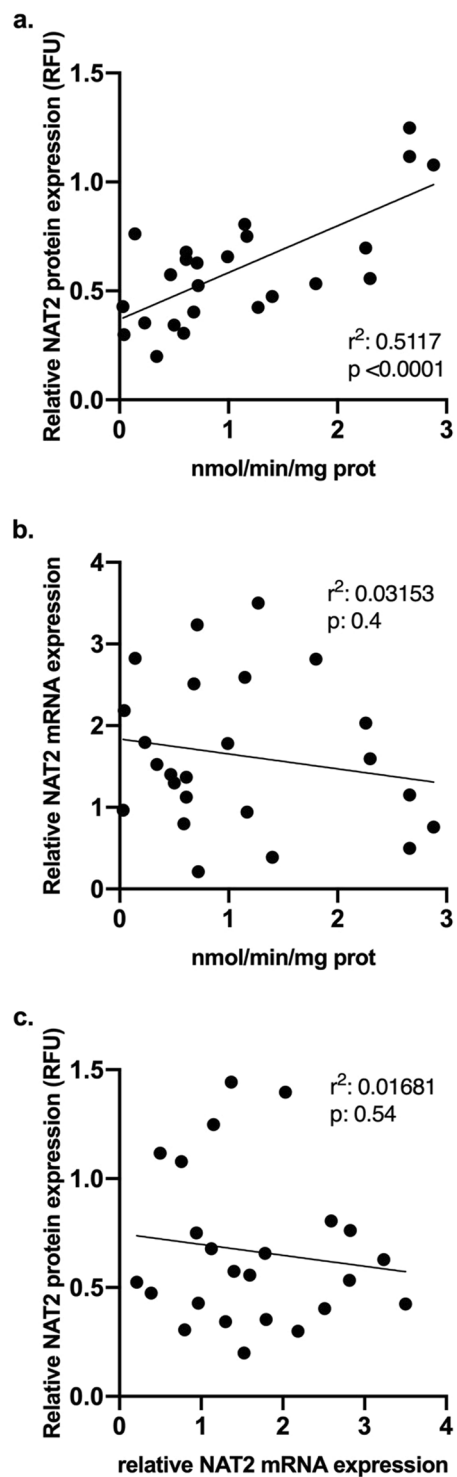 a.
Relative NAT2 protein expression (RFU)
1.5
1.0
0.5
0.0
r²: 0.5117
p <0.0001
0 1 2 3
nmol/min/mg prot
b.
Relative NAT2 mRNA expression
4
3
2
1
0
r²: 0.03153
p: 0.4
0 1 2 3
nmol/min/mg prot
c.
Relative NAT2 protein expression (RFU)
1.5
1.0
0.5
0.0
r²: 0.01681
p: 0.54
0 1 2 3 4
relative NAT2 mRNA expression